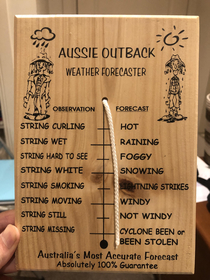 AUSSIE OUTBACK
WEATHER FORECASTER
OBSERVATION FORECAST
STRING CURLING HOT
STRING WET RAINING
STRING HARD TO SEE FOGGY
STRING WHITE SNOWING
STRING SMOKING LIGHTNING STRIKES
STRING MOVING WINDY
STRING STILL NOT WINDY
STRING MISSING CYCLONE BEEN or
BEEN STOLEN
Australia's Most Accurate Forecast
Absolutely 100% Guarantee